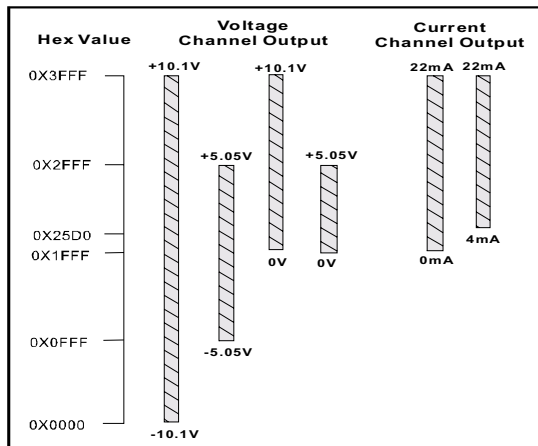 Hex Value
Voltage
Channel Output
Current
Channel Output
+10.1V
+10.1V
22mA 22mA
0X3FFF
+5.05V
+5.05V
0X2FFF
0X25D0
4mA
0X1FFF
0V
0V
0mA
0X0FFF
-5.05V
0X0000
-10.1V